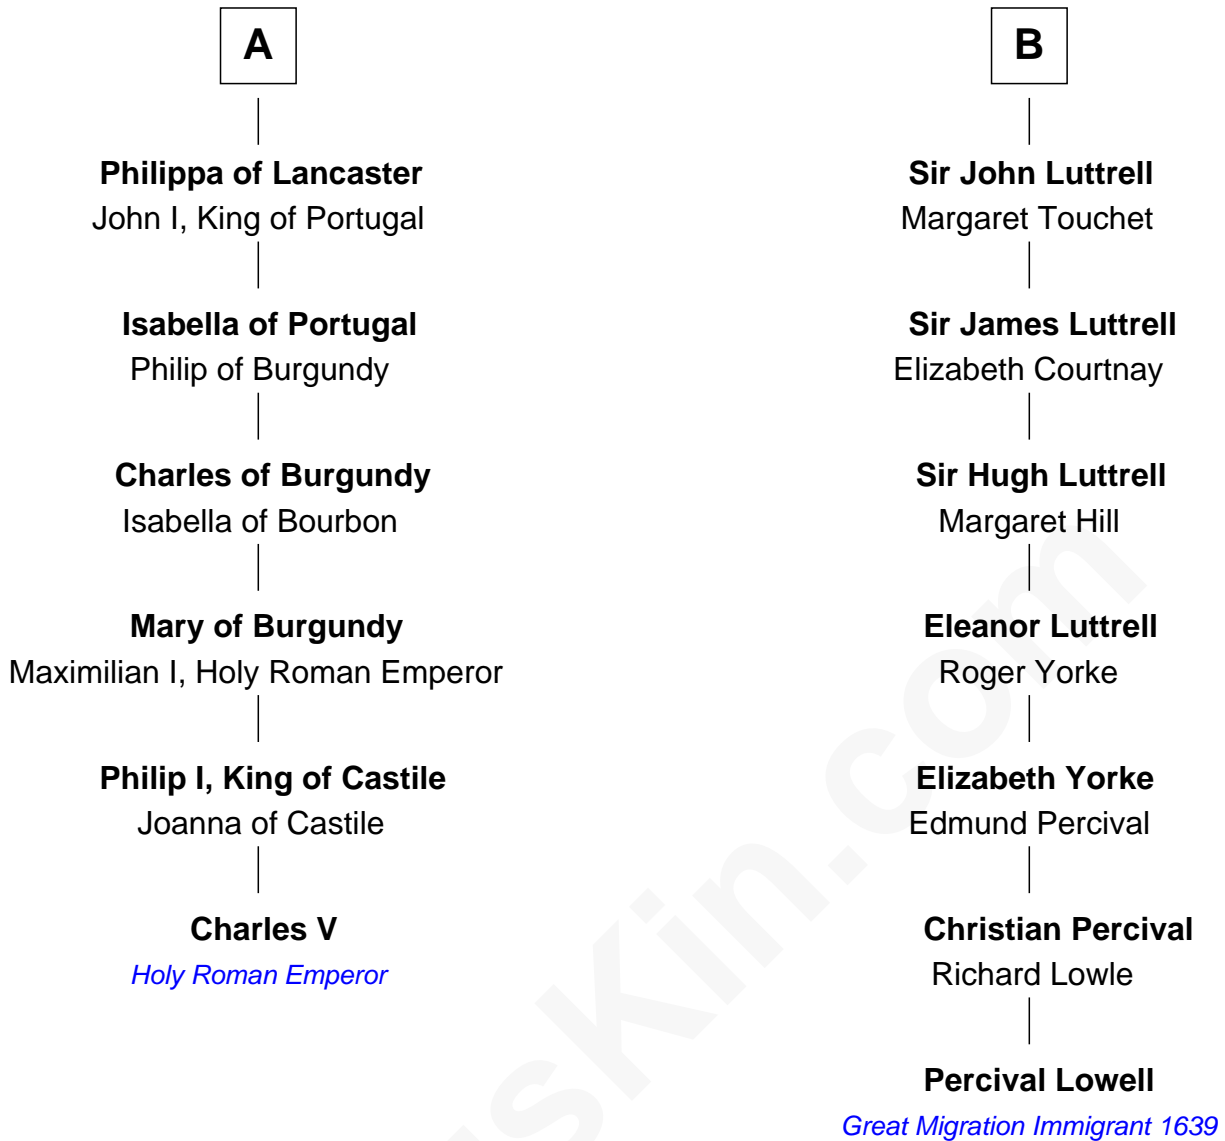 A
Philippa of Lancaster
John I, King of Portugal
Isabella of Portugal
Philip of Burgundy
Charles of Burgundy
Isabella of Bourbon
Mary of Burgundy
Maximilian I, Holy Roman Emperor
Philip I, King of Castile
Joanna of Castile
Charles V
Holy Roman Emperor
B
Sir John Luttrell
Margaret Touchet
Sir James Luttrell
Elizabeth Courtnay
Sir Hugh Luttrell
Margaret Hill
Eleanor Luttrell
Roger Yorke
Elizabeth Yorke
Edmund Percival
Christian Percival
Richard Lowle
Percival Lowell
Great Migration Immigrant 1639
sKin.com